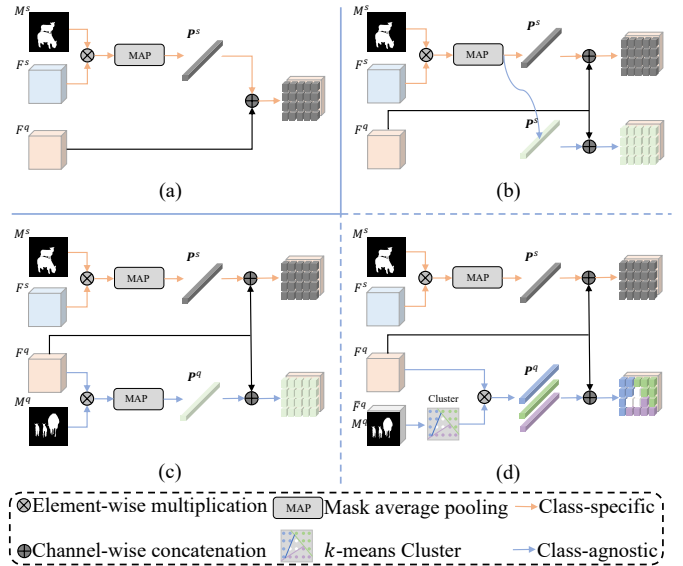 M^s
F^s
MAP
P^s
F^q
(a)
M^s
F^s
MAP
P^s
F^q
P^s
(b)
M^s
F^s
MAP
P^s
F^q
M^q
MAP
P^q
(c)
M^s
F^s
MAP
P^s
F^q
F̄^q
M^q
Cluster
P^q
(d)
Element-wise multiplication
MAP Mask average pooling
Class-specific
Channel-wise concatenation
k-means Cluster
Class-agnostic